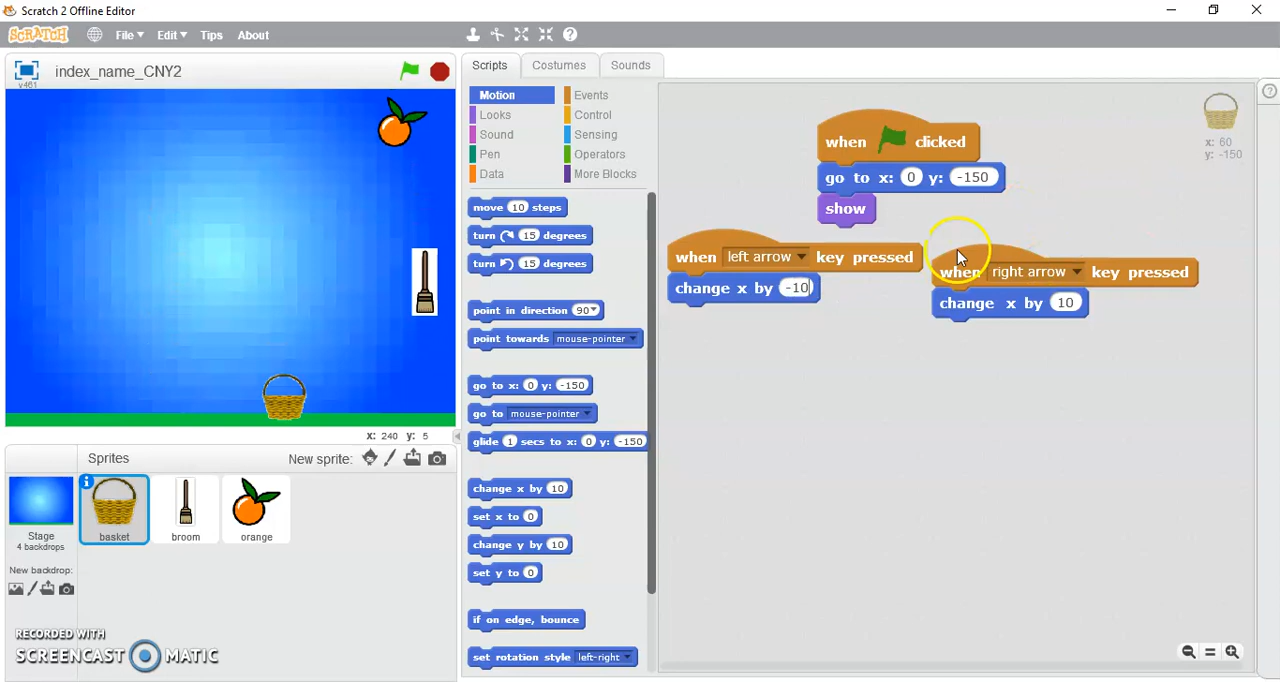 Scratch 2 Offline Editor
SCRATCH File Edit Tips About
index_name_CNY2
v461
Scripts Costumes Sounds
Motion Events
Looks Control
Sound Sensing
Pen Operators
Data More Blocks
move 10 steps
turn 15 degrees
turn 15 degrees
point in direction 90
point towards mouse-pointer
go to x: 0 y: -150
go to mouse-pointer
glide 1 secs to x: 0 y: -150
change x by 10
set x to 0
change y by 10
set y to 0
if on edge, bounce
set rotation style left-right
when clicked
go to x: 0 y: -150
show
when left arrow key pressed
change x by -10
when right arrow key pressed
change x by 10
x: 60
y: -150
x: 240 y: 5
Sprites New sprite:
Stage
4 backdrops
basket broom orange
New backdrop:
RECORDED WITH
SCREENCAST MATIC